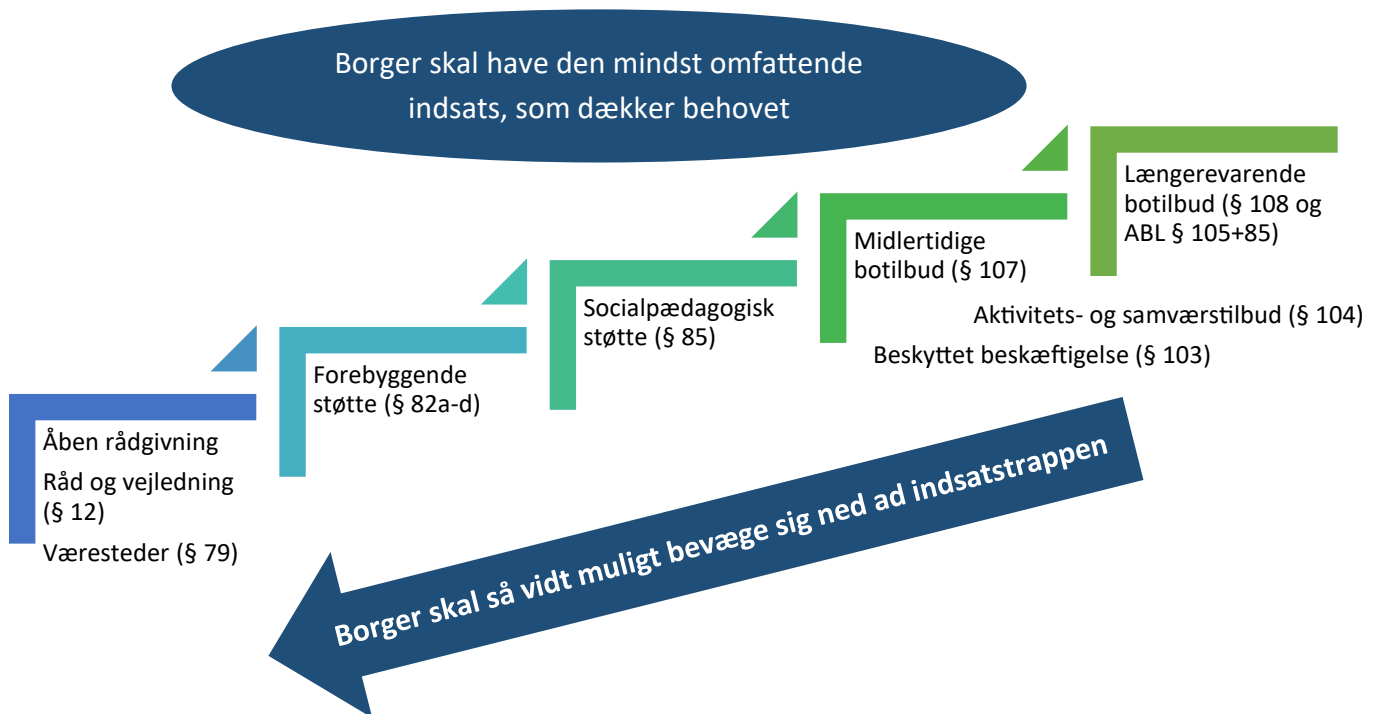 Borger skal have den mindst omfattende
indsats, som dækker behovet
Åben rådgivning
Råd og vejledning
(§ 12)
Væresteder (§ 79)
Forebyggende
støtte (§ 82a-d)
Socialpædagogisk
støtte (§ 85)
Midlertidige
botilbud (§ 107)
Længerevarende
botilbud (§ 108 og
ABL § 105+85)
Aktivitets- og samværstilbud (§ 104)
Beskyttet beskæftigelse (§ 103)
Borger skal så vidt muligt bevæge sig ned ad indsatstrappen